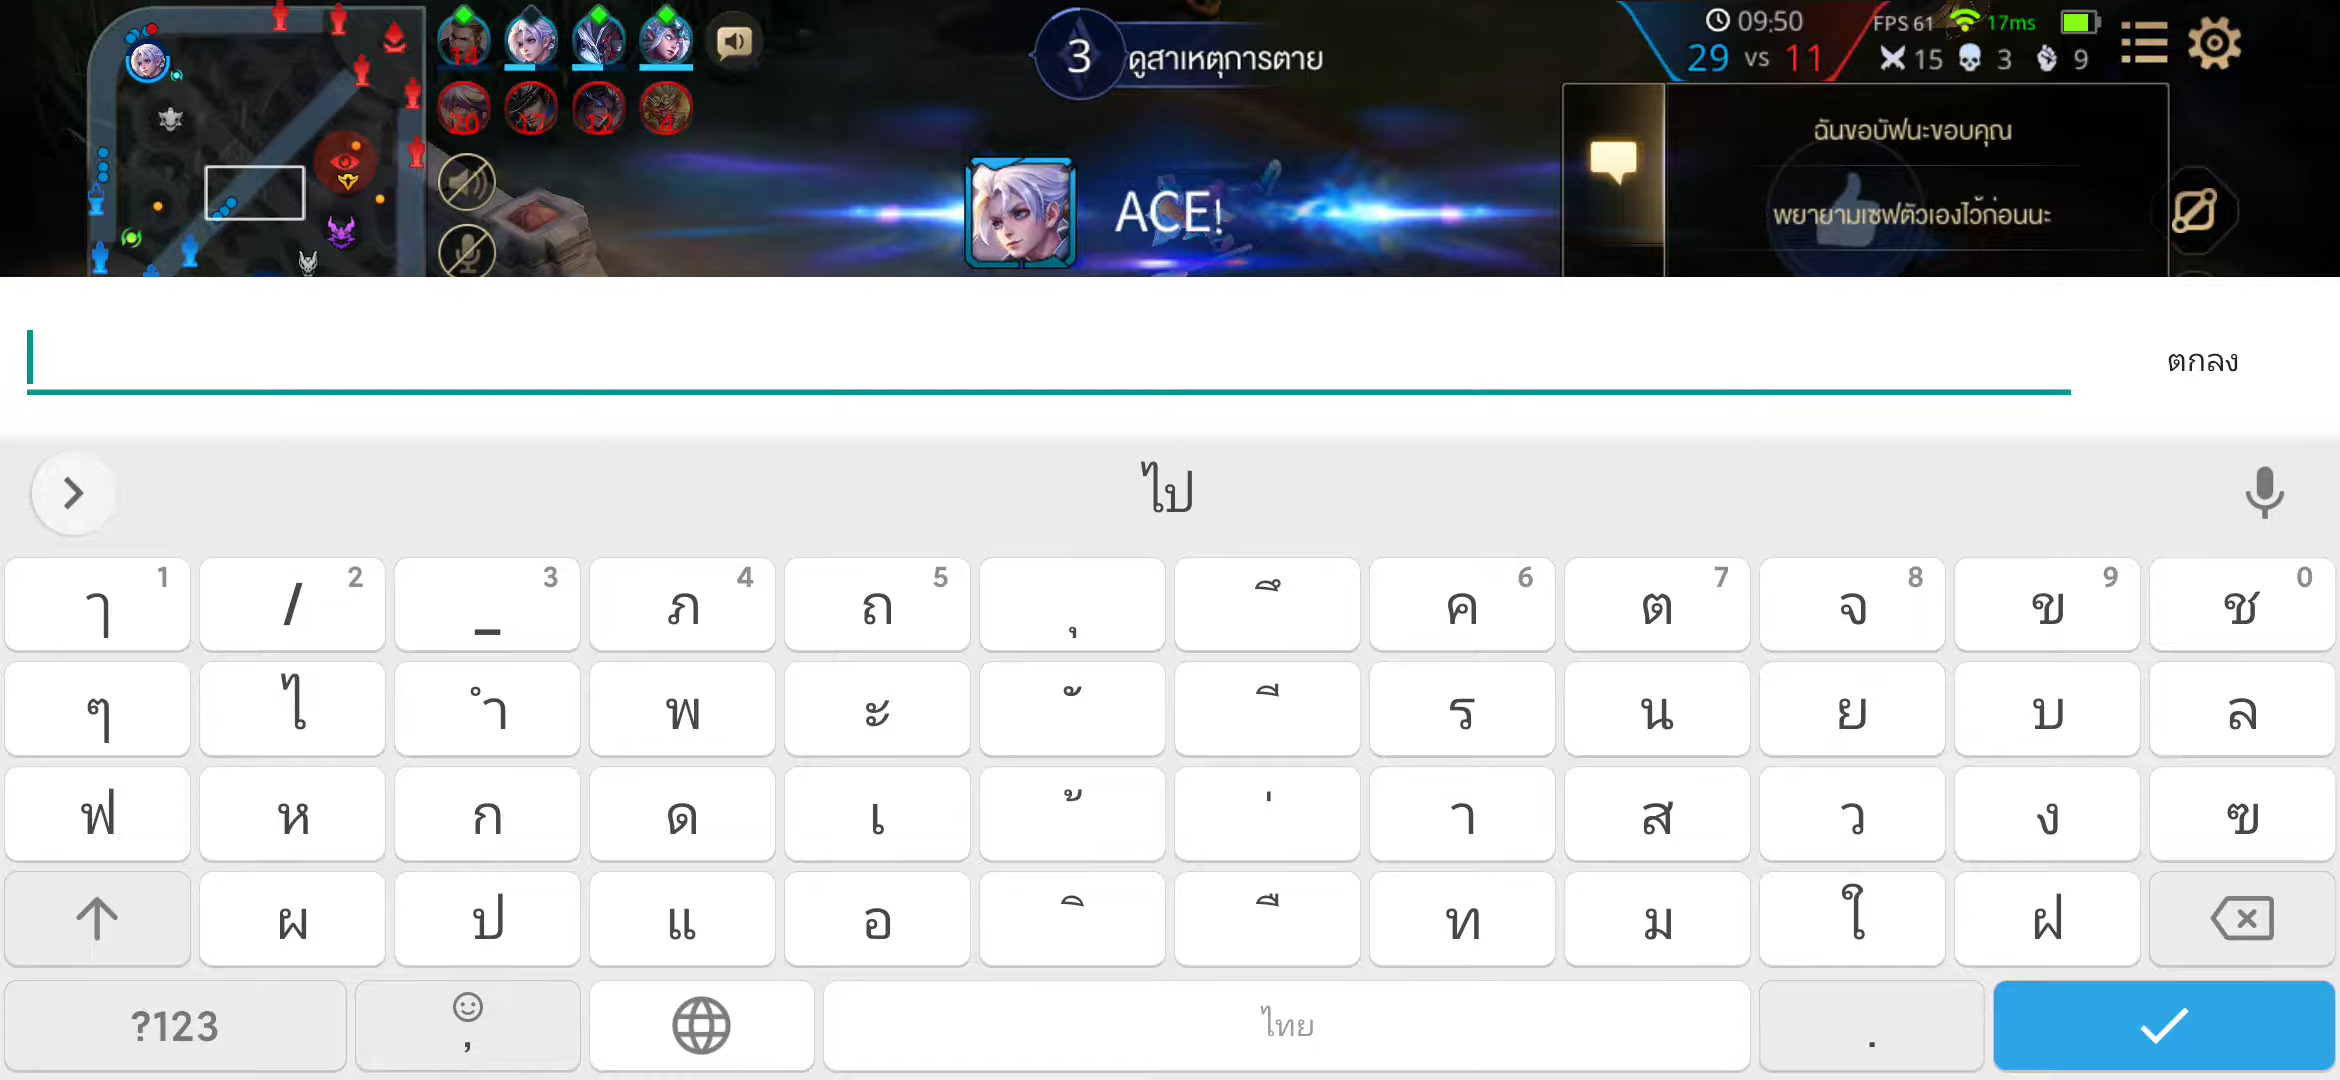 14
20 17 12 4
3 ดูสาเหตุการตาย
09:50 FPS 61 17ms
29 vs 11 15 3 9
ฉันขอบัฟนะขอบคุณ
พยายามเซฟตัวเองไว้ก่อนนะ
ACE!
ตกลง
ไป
ๅ 1 / 2 _ 3 ภ 4 ถ 5 ุ ึ ค 6 ต 7 จ 8 ข 9 ช 0
ๆ ไ ำ พ ะ ั ี ร น ย บ ล
ฟ ห ก ด เ ้ ่ า ส ว ง ฃ
ผ ป แ อ ิ ื ท ม ใ ฝ
?123 , ไทย .